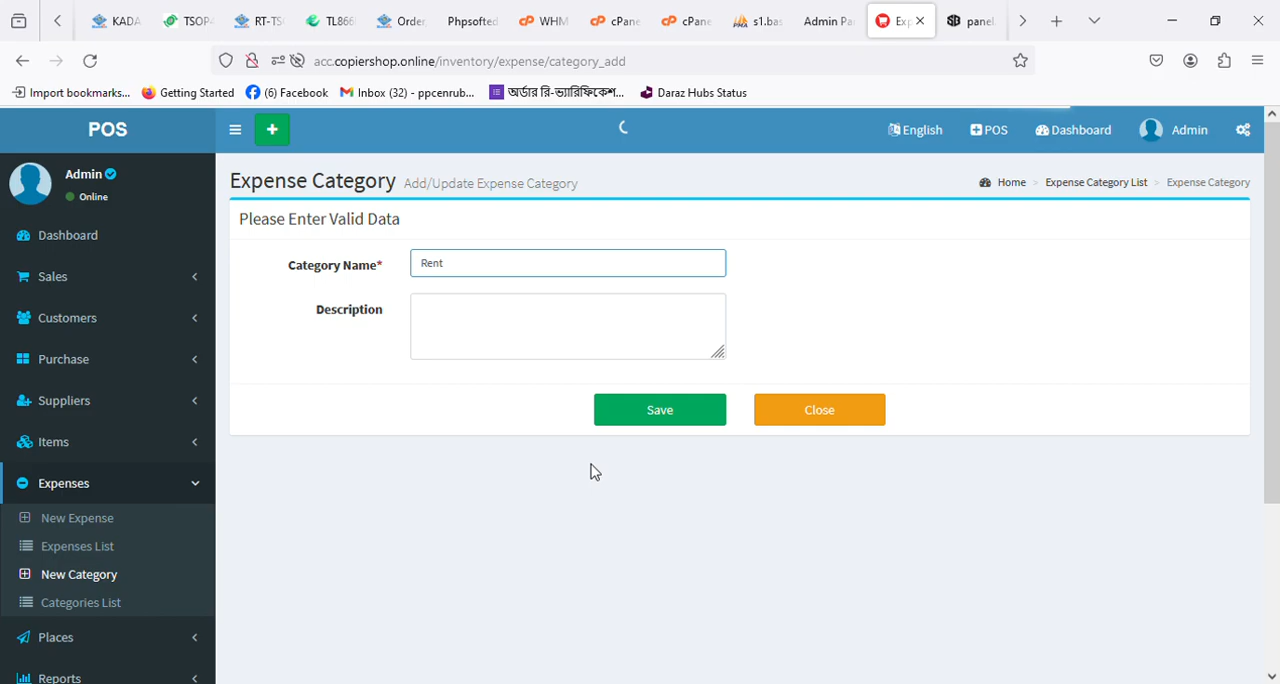 KADA
TSOPA
RT-TS
TL866
Order
Phpsofted
WHM
cPane
cPane
s1.bas
Admin Pa
Exp
panel
acc.copiershop.online/inventory/expense/category_add
Import bookmarks...
Getting Started
(6) Facebook
Inbox (32) - ppcenrub...
অর্ডার রি-ভ্যারিফিকেশ...
Daraz Hubs Status
POS
English
POS
Dashboard
Admin
Admin
Online
Dashboard
Sales
Customers
Purchase
Suppliers
Items
Expenses
New Expense
Expenses List
New Category
Categories List
Places
Reports
Expense Category Add/Update Expense Category
Home > Expense Category List > Expense Category
Please Enter Valid Data
Category Name*
Rent
Description
Save
Close